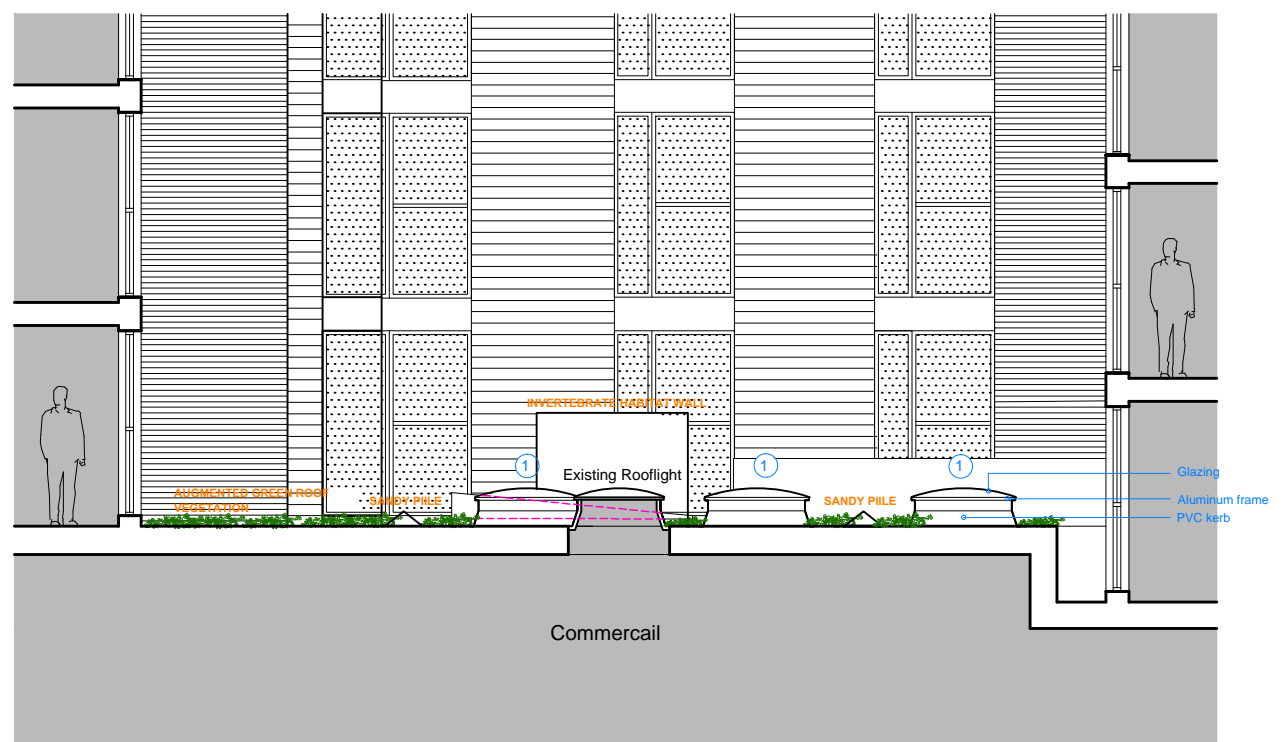 INVERTEBRATE HABITAT WALL
1
1
1
Existing Rooflight
Glazing
AUGMENTED GREEN ROOF
VEGETATION
SANDY PIILE
SANDY PIILE
Aluminum frame
PVC kerb
Commercail